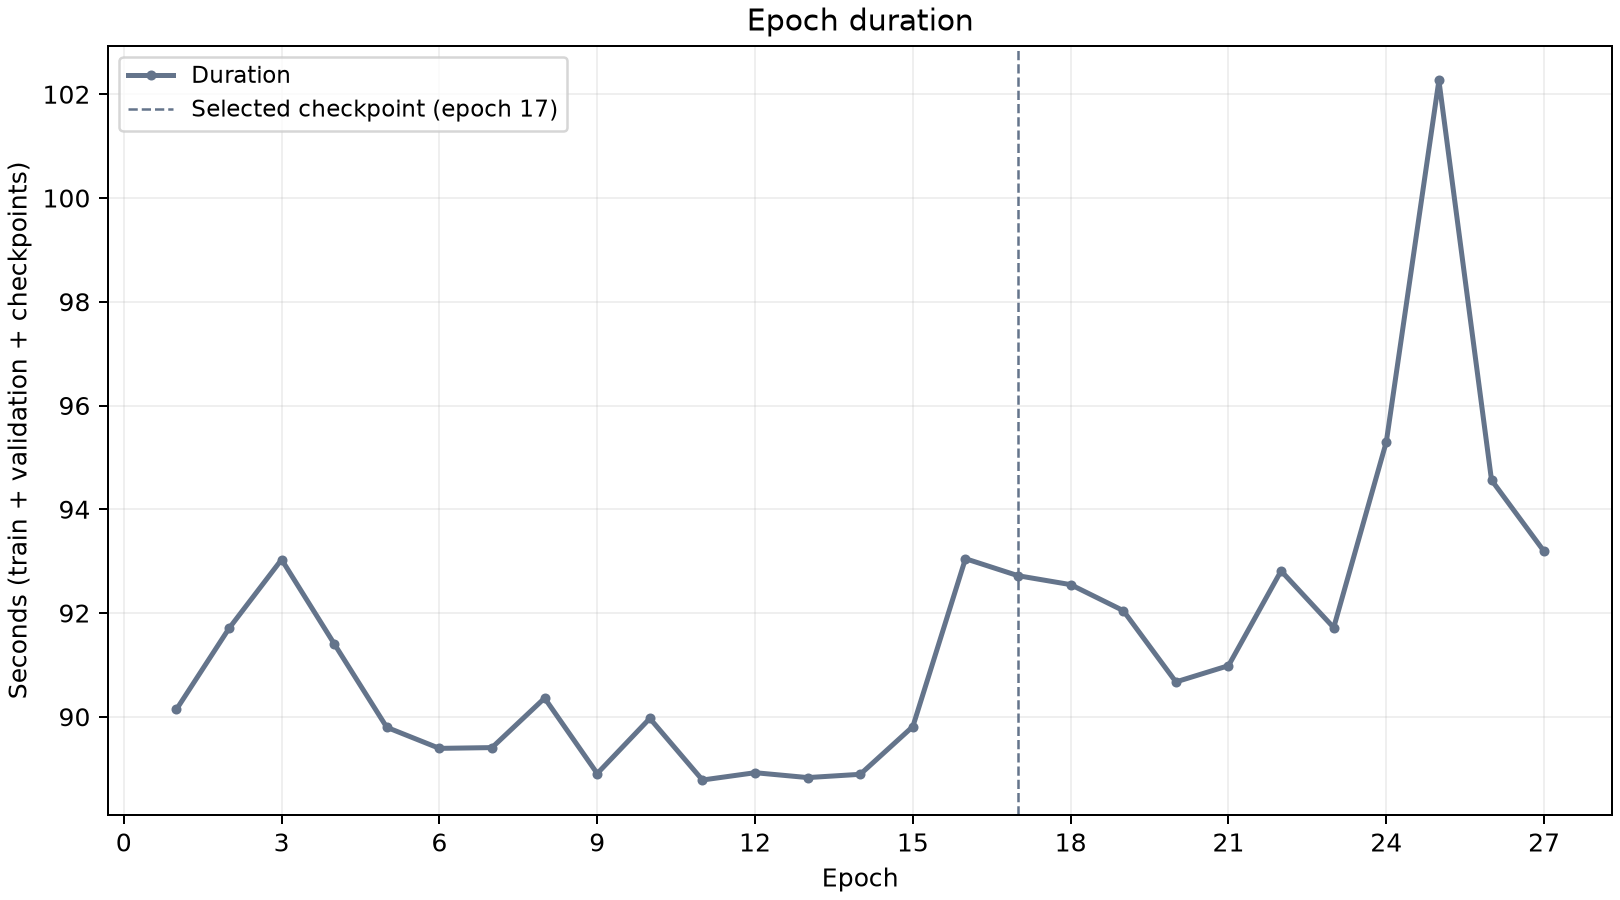 Epoch duration
Duration
Selected checkpoint (epoch 17)
Seconds (train + validation + checkpoints)
102
100
98
96
94
92
90
0 3 6 9 12 15 18 21 24 27
Epoch